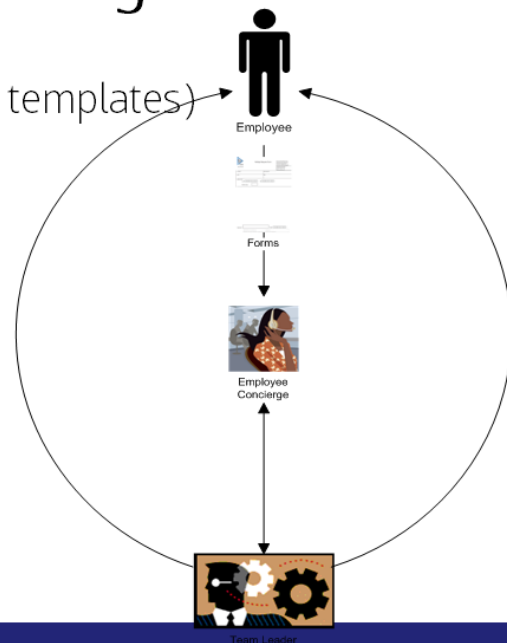 templates)
Employee
Forms
Employee
Concierge
Team Leader